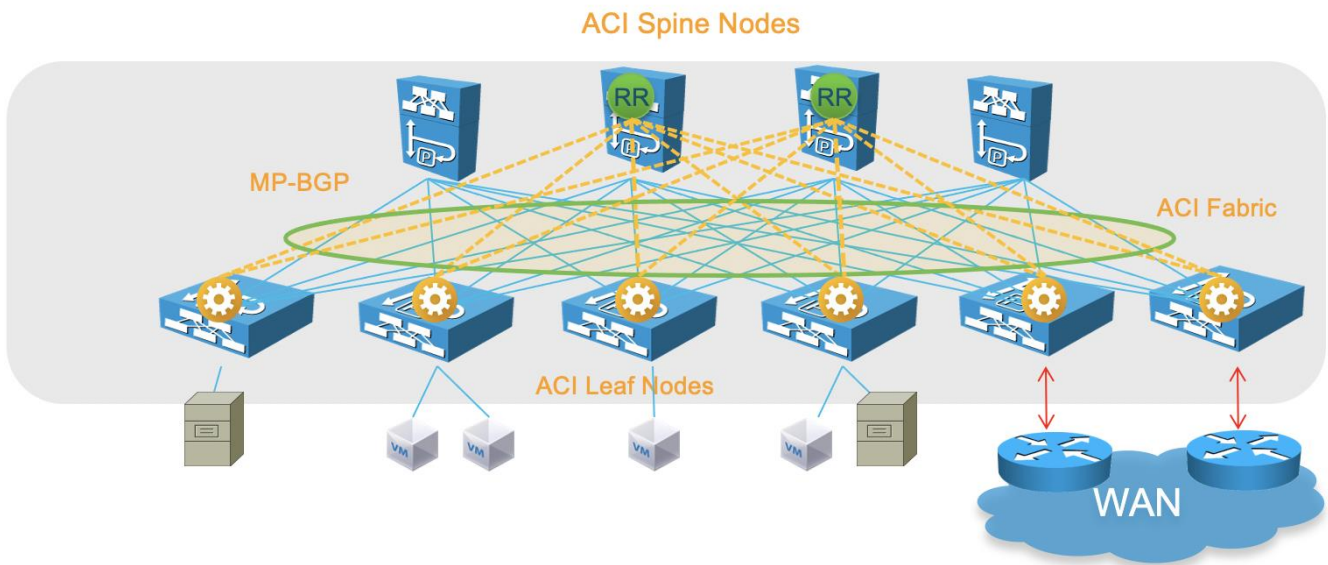 ACI Spine Nodes
RR
RR
P
P
P
P
MP-BGP
ACI Fabric
ACI Leaf Nodes
VM
VM
VM
VM
WAN